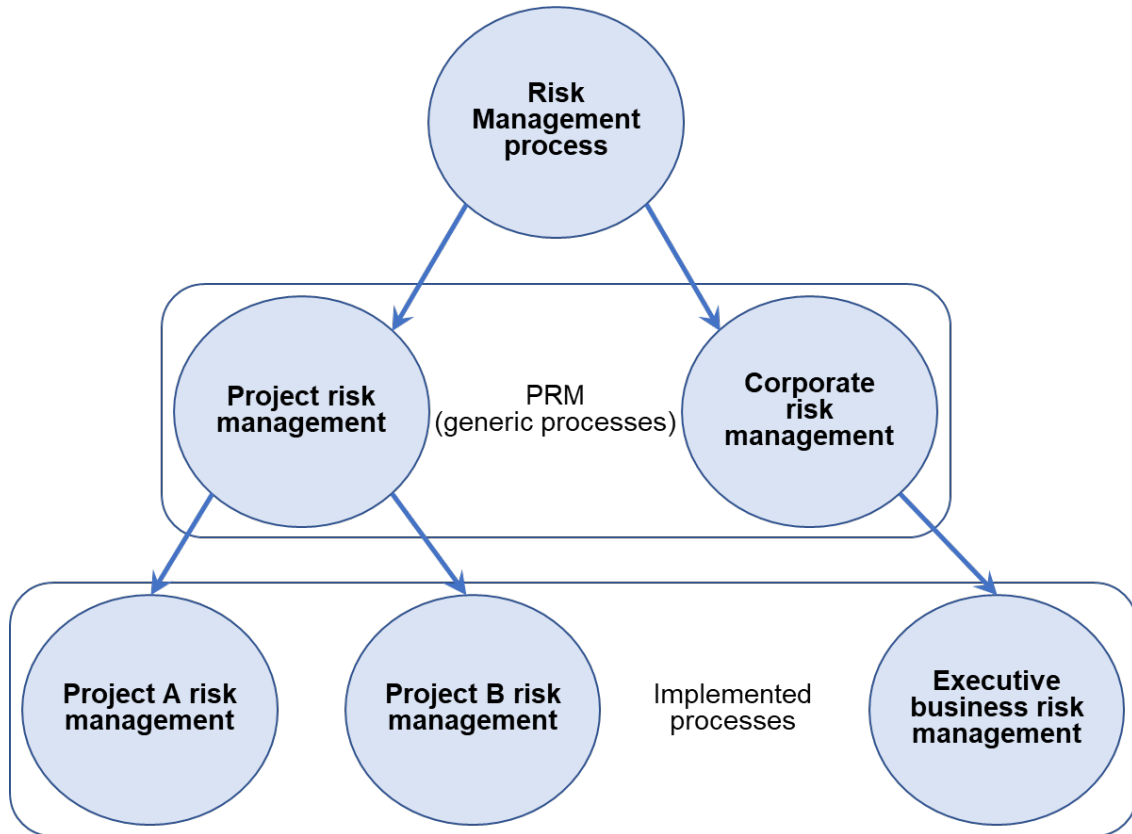 Risk
Management
process
Project risk
management
PRM
(generic processes)
Corporate
risk
management
Project A risk
management
Project B risk
management
Implemented
processes
Executive
business risk
management